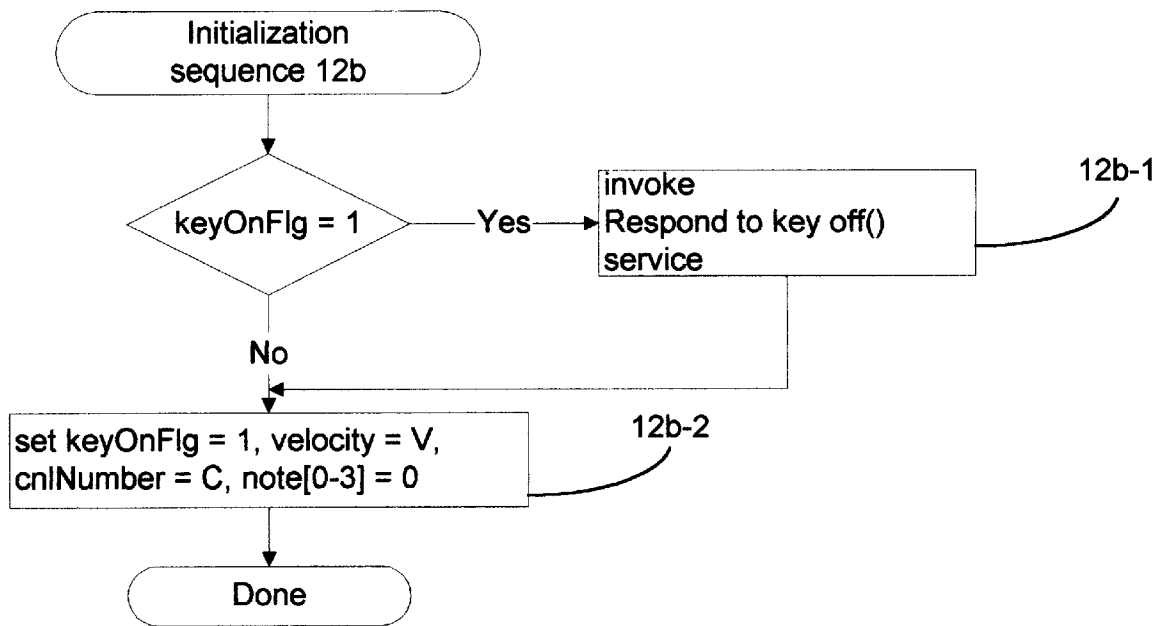 Initialization
sequence 12b
keyOnFlg = 1
Yes
invoke
Respond to key off()
service
12b-1
No
set keyOnFlg = 1, velocity = V,
cnlNumber = C, note[0-3] = 0
12b-2
Done